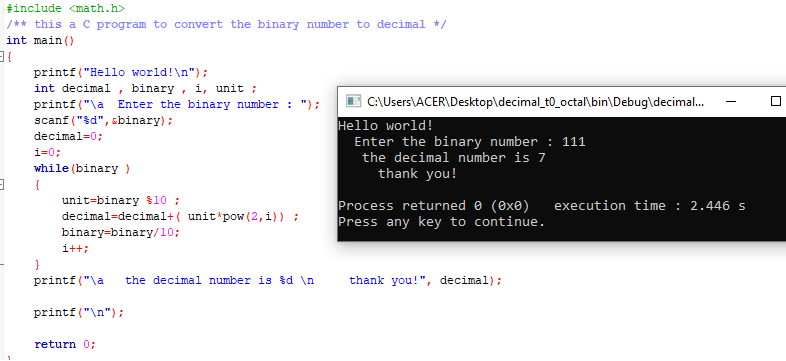 #include <math.h>
/** this a C program to convert the binary number to decimal */
int main()
{
printf("Hello world!\n");
int decimal , binary , i, unit ;
printf("\a  Enter the binary number : ");
scanf("%d",&binary);
decimal=0;
i=0;
while(binary )
{
unit=binary %10 ;
decimal=decimal+( unit*pow(2,i)) ;
binary=binary/10;
i++;
}
printf("\a   the decimal number is %d \n     thank you!", decimal);
printf("\n");
return 0;
C:\Users\ACER\Desktop\decimal_t0_octal\bin\Debug\decimal...
Hello world!
Enter the binary number : 111
the decimal number is 7
thank you!
Process returned 0 (0x0)   execution time : 2.446 s
Press any key to continue.